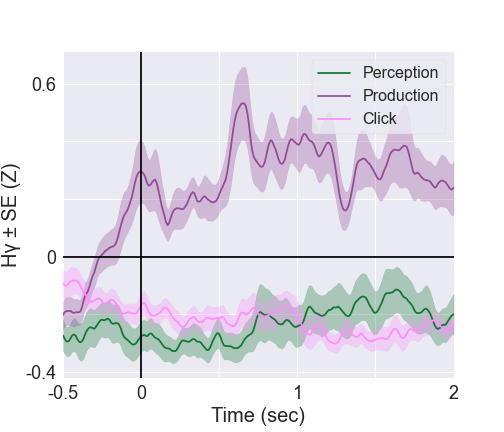 Perception
Production
Click
0.6
0
-0.4
Hγ ± SE (Z)
-0.5
0
1
2
Time (sec)